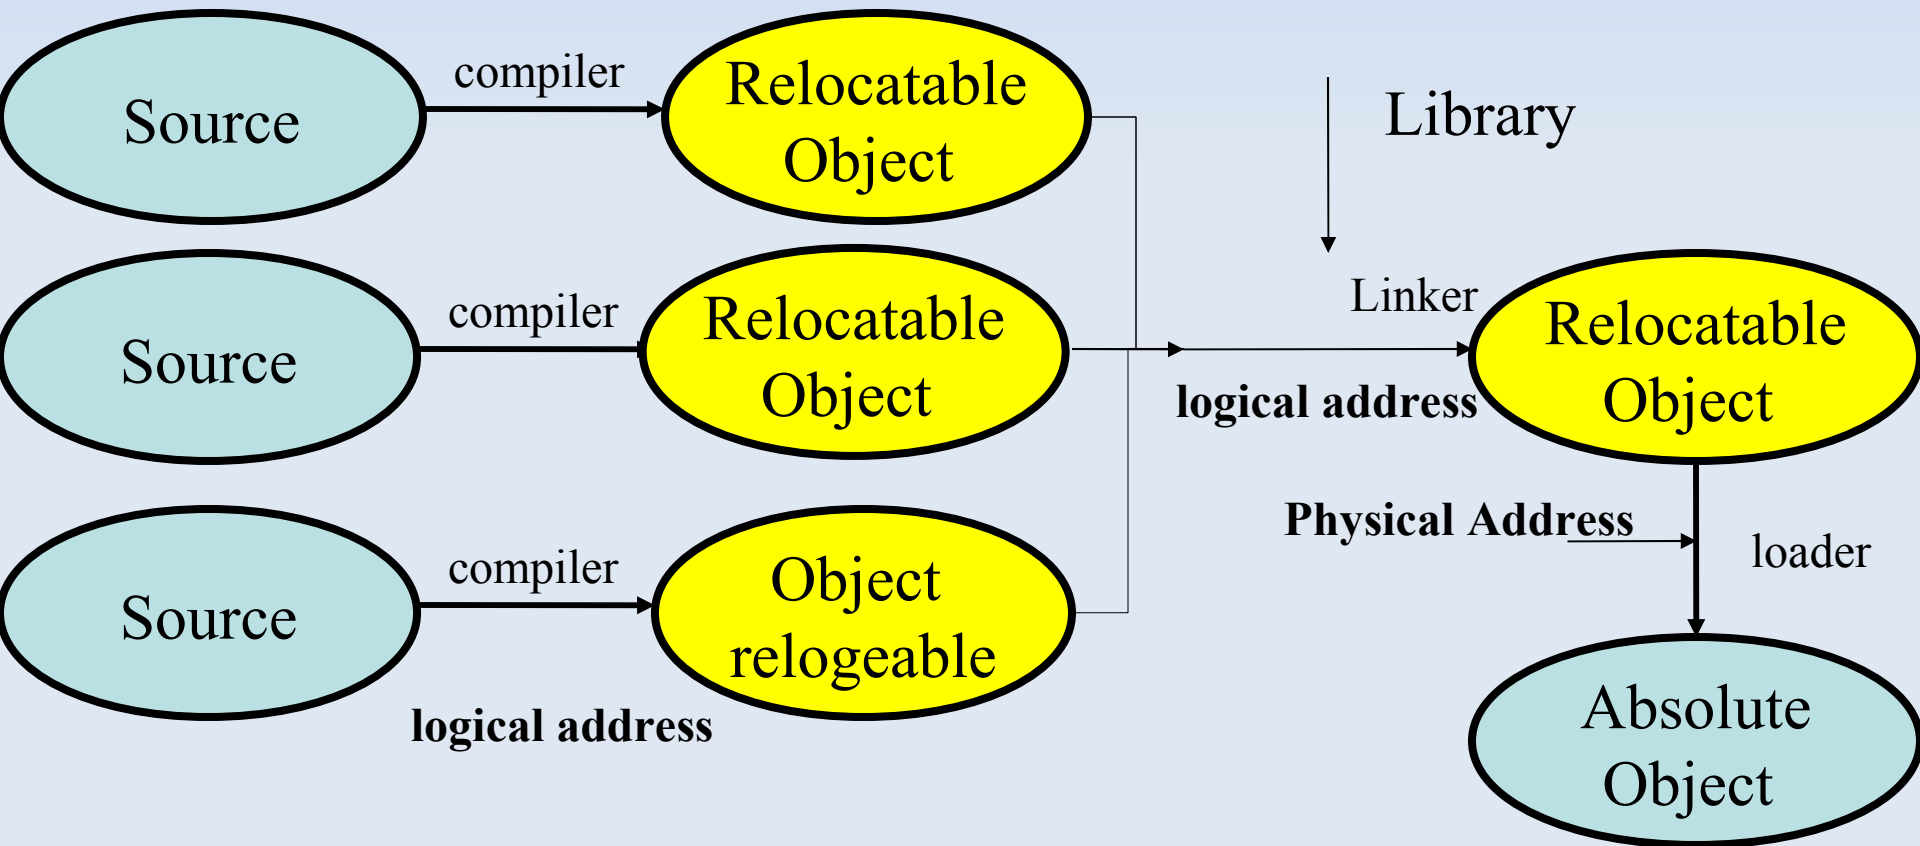 Source
compiler
Relocatable
Object
Library
Source
compiler
Relocatable
Object
Linker
logical address
Relocatable
Object
Physical Address
loader
Source
compiler
Object
relogeable
logical address
Absolute
Object